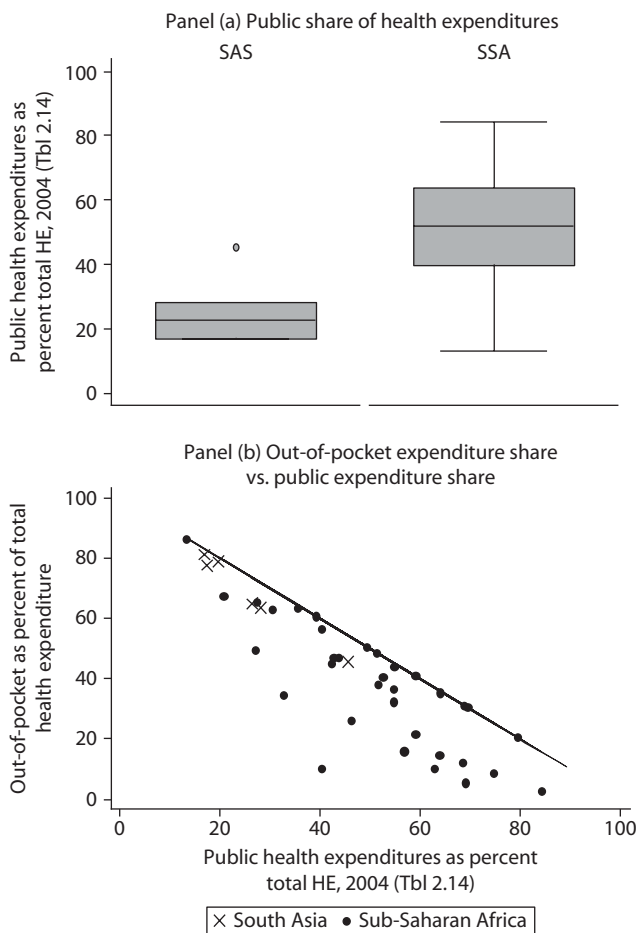 Panel (a) Public share of health expenditures
SAS SSA
Public health expenditures as
percent total HE, 2004 (Tbl 2.14)
100
80
60
40
20
0
Panel (b) Out-of-pocket expenditure share
vs. public expenditure share
Out-of-pocket as percent of total
health expenditure
100
80
60
40
20
0
0 20 40 60 80 100
Public health expenditures as percent
total HE, 2004 (Tbl 2.14)
South Asia Sub-Saharan Africa